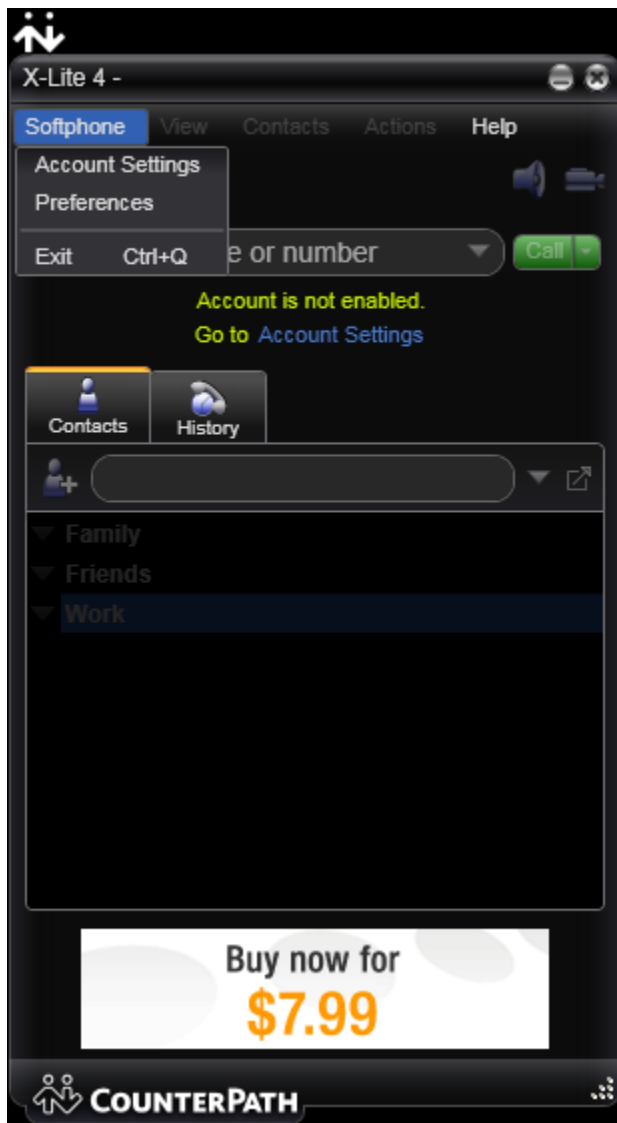 X-Lite 4 -
Softphone View Contacts Actions Help
Account Settings
Preferences
Exit Ctrl+Q
e or number Call
Account is not enabled.
Go to Account Settings
Contacts History
Family
Friends
Work
Buy now for
$7.99
COUNTERPATH